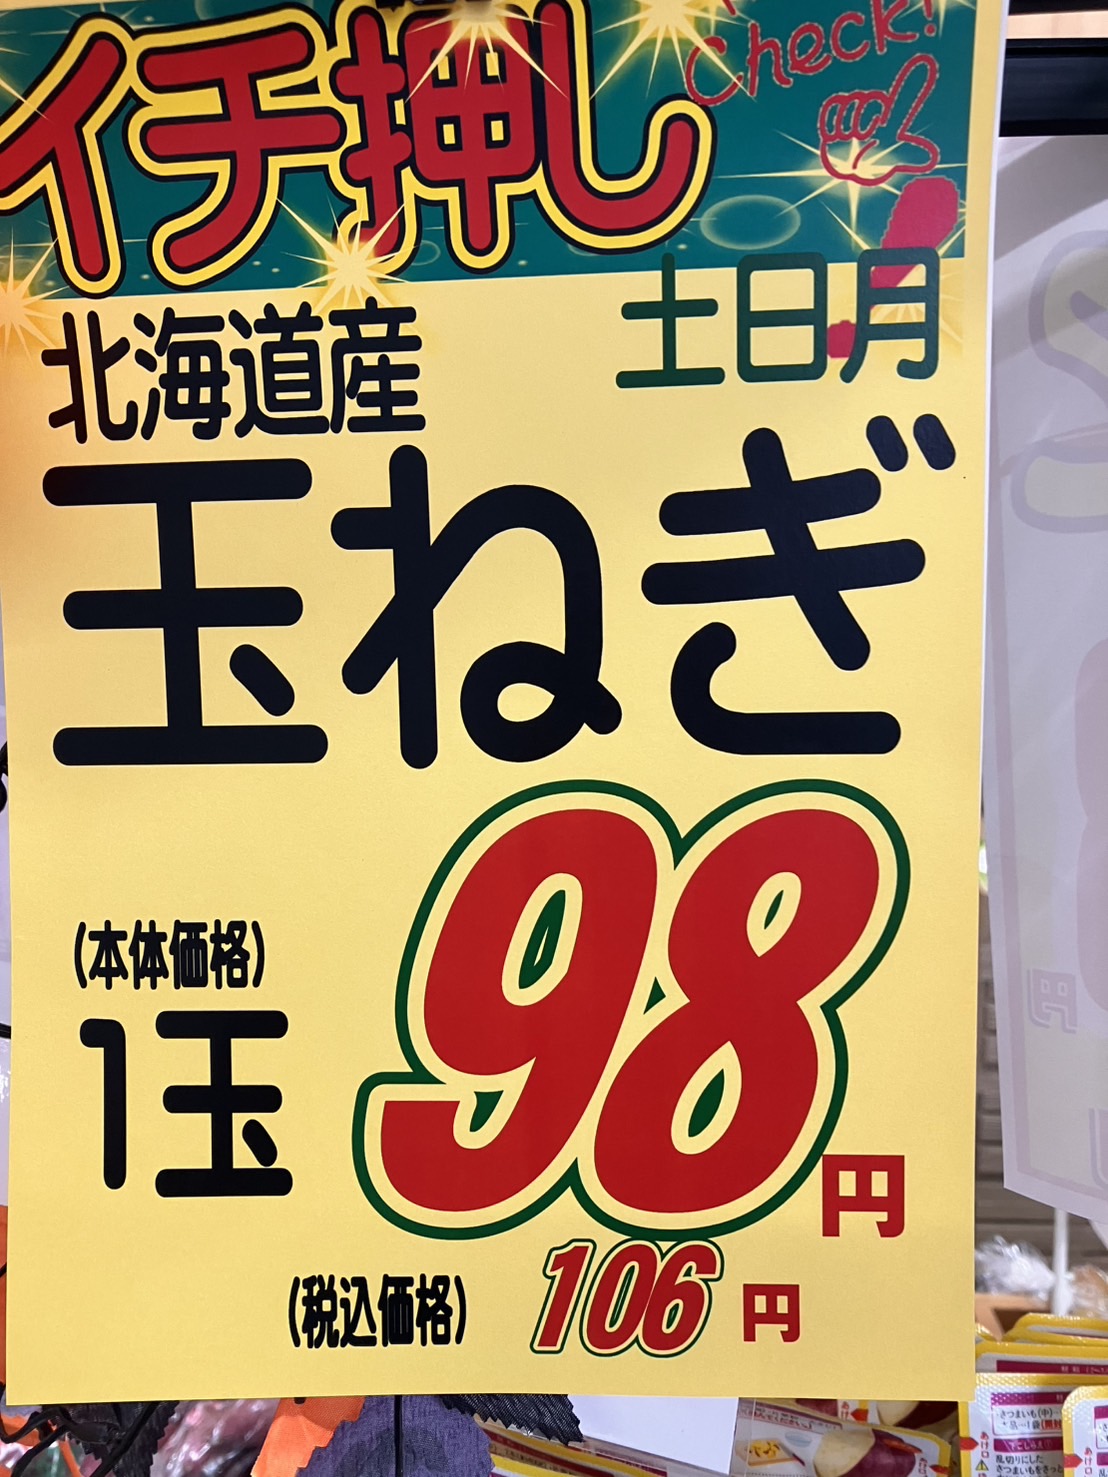 イチ押し
Check!
土日月
北海道産
玉ねぎ
(本体価格)
1玉
98円
(税込価格) 106円